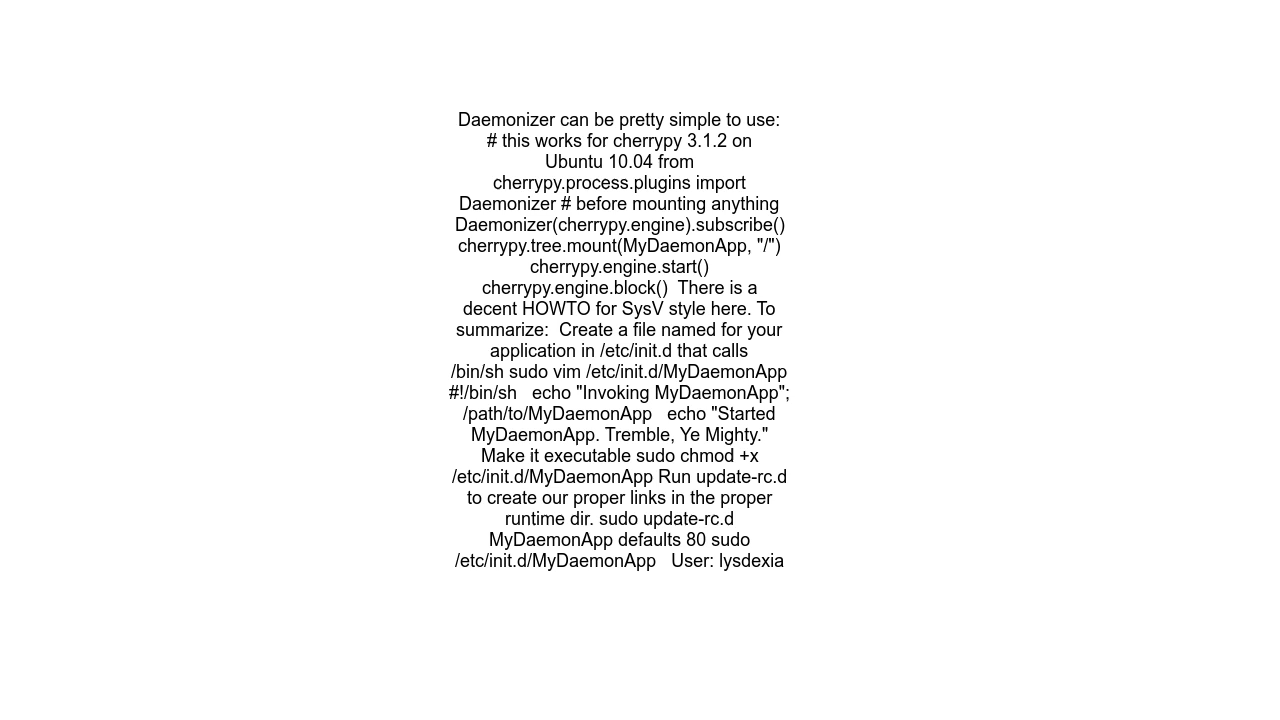 Daemonizer can be pretty simple to use:
# this works for cherrypy 3.1.2 on
Ubuntu 10.04 from
cherrypy.process.plugins import
Daemonizer # before mounting anything
Daemonizer(cherrypy.engine).subscribe()
cherrypy.tree.mount(MyDaemonApp, "/")
cherrypy.engine.start()
cherrypy.engine.block()  There is a
decent HOWTO for SysV style here. To
summarize:  Create a file named for your
application in /etc/init.d that calls
/bin/sh sudo vim /etc/init.d/MyDaemonApp
#!/bin/sh   echo "Invoking MyDaemonApp";
/path/to/MyDaemonApp   echo "Started
MyDaemonApp. Tremble, Ye Mighty."
Make it executable sudo chmod +x
/etc/init.d/MyDaemonApp Run update-rc.d
to create our proper links in the proper
runtime dir. sudo update-rc.d
MyDaemonApp defaults 80 sudo
/etc/init.d/MyDaemonApp   User: lysdexia